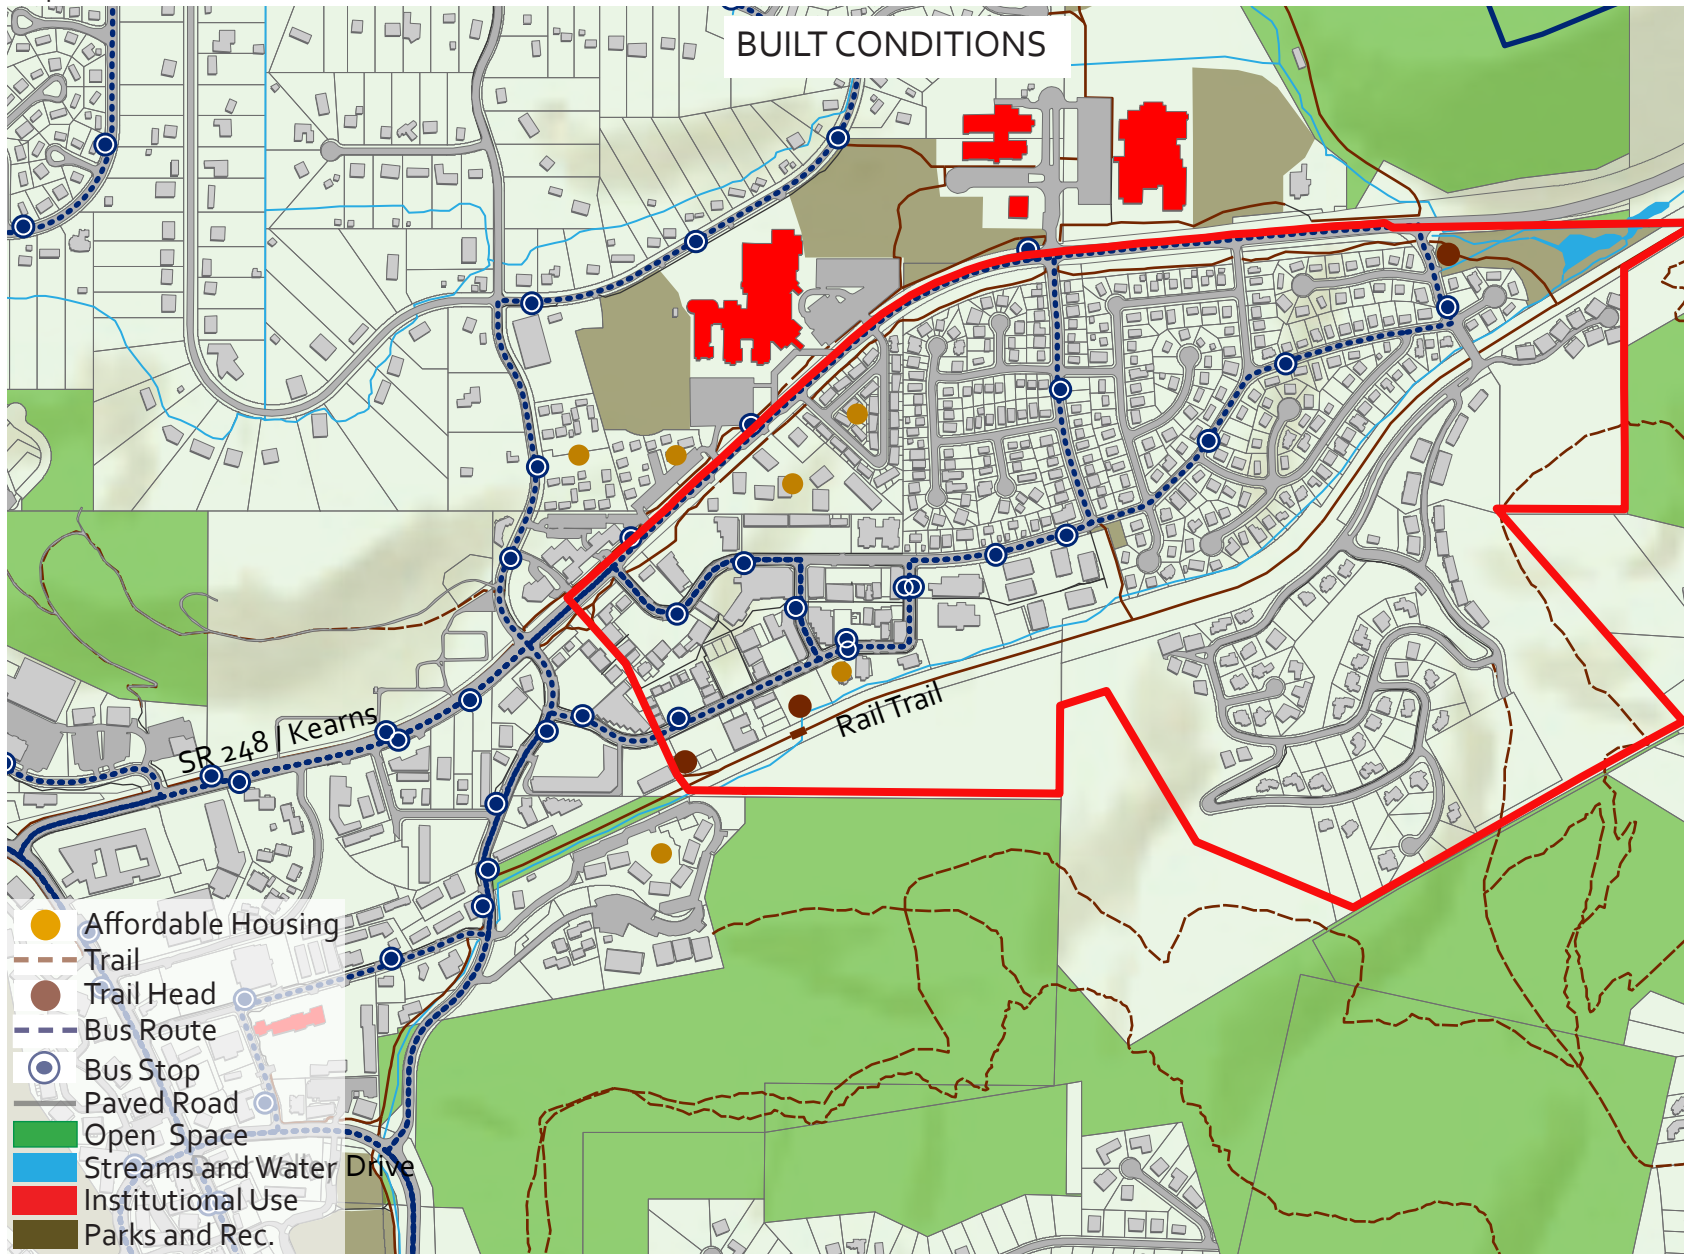 BUILT CONDITIONS
SR 248 / Kearns
Rail Trail
Affordable Housing
Trail
Trail Head
Bus Route
Bus Stop
Paved Road
Open Space
Streams and Water Drive
Institutional Use
Parks and Rec.